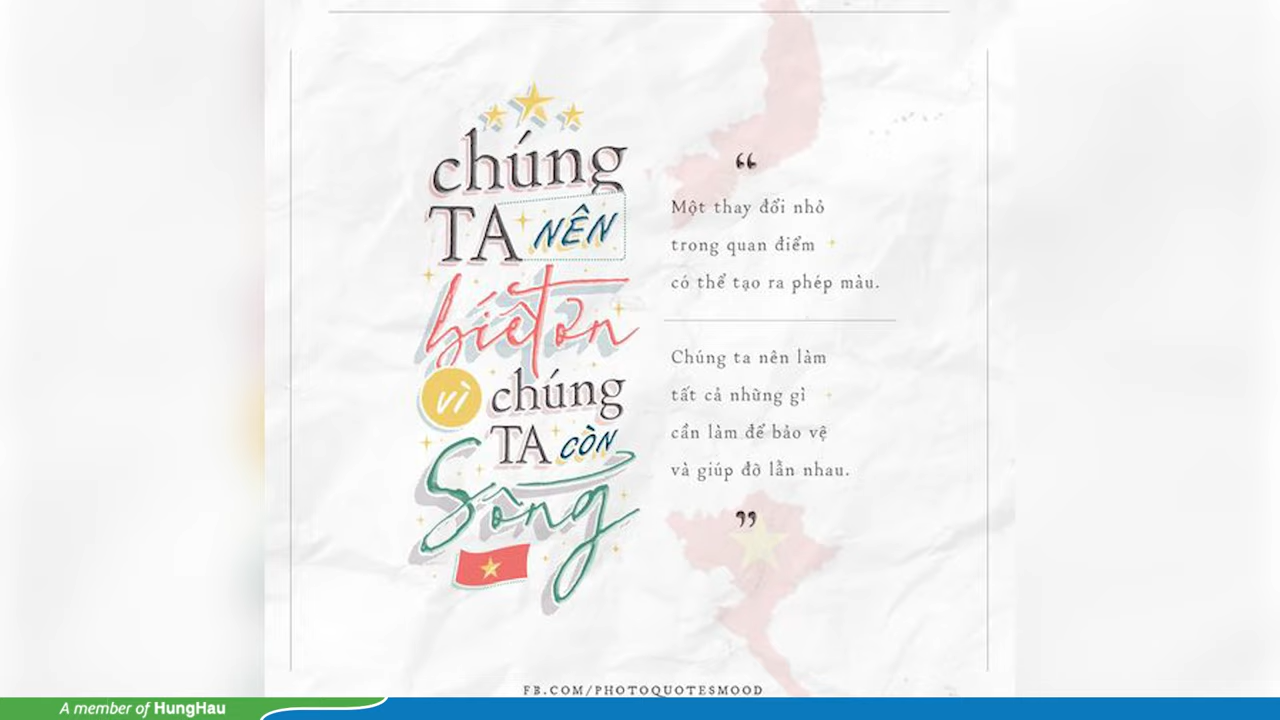 chúng
TA NÊN
biết ơn
vì chúng
TA CÒN
Sống
“
Một thay đổi nhỏ
trong quan điểm
có thể tạo ra phép màu.
Chúng ta nên làm
tất cả những gì
cần làm để bảo vệ
và giúp đỡ lẫn nhau.
”
FB.COM/PHOTOQUOTESMOOD
A member of HungHau